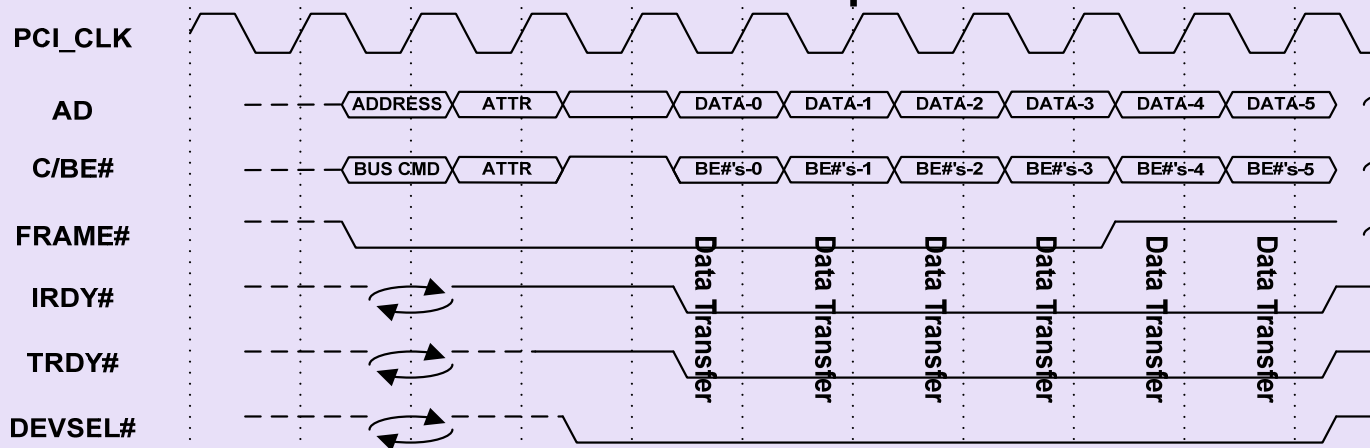 PCI_CLK
AD
ADDRESS ATTR DATA-0 DATA-1 DATA-2 DATA-3 DATA-4 DATA-5
C/BE#
BUS CMD ATTR BE#'s-0 BE#'s-1 BE#'s-2 BE#'s-3 BE#'s-4 BE#'s-5
FRAME#
IRDY#
TRDY#
DEVSEL#
Data Transfer
Data Transfer
Data Transfer
Data Transfer
Data Transfer
Data Transfer